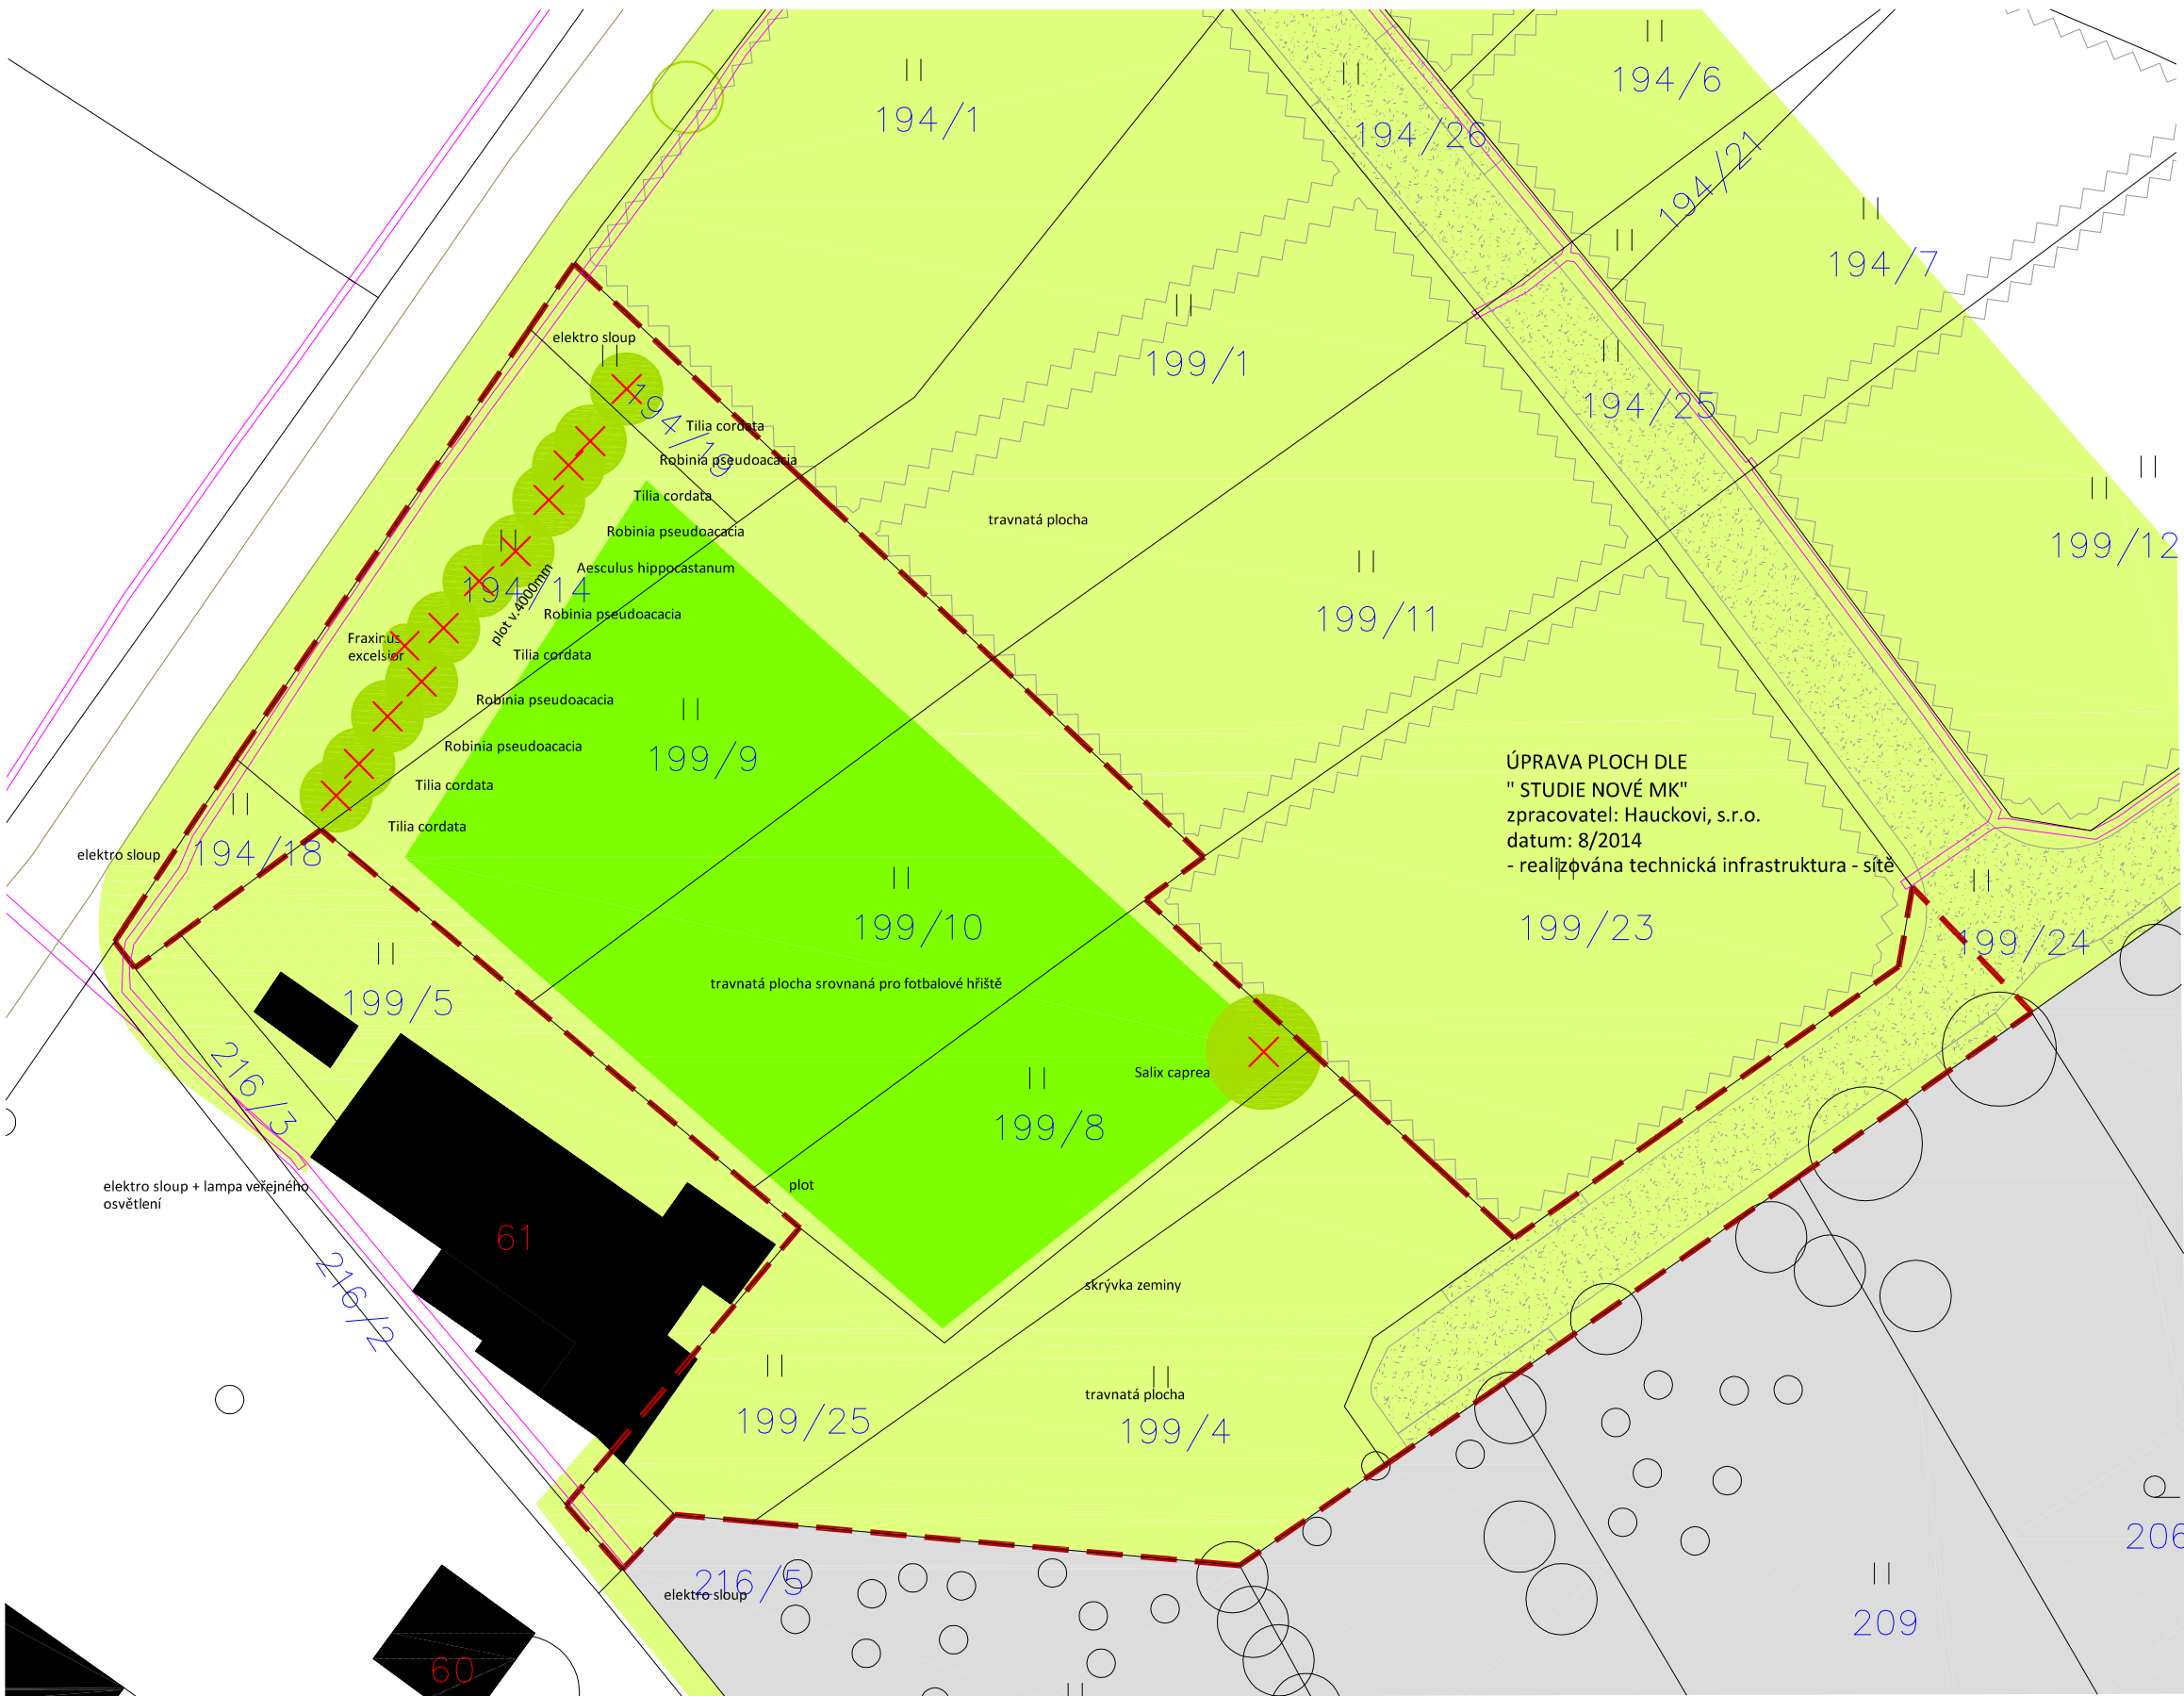 194/1
194/6
194/26
194/21
194/7
199/1
elektro sloup
194/19
194/25
Tilia cordata
Robinia pseudoacacia
Tilia cordata
travnatá plocha
Robinia pseudoacacia
199/12
Aesculus hippocastanum
194/14
plot v.4000mm
Robinia pseudoacacia
199/11
Fraxinus
excelsior
Tilia cordata
Robinia pseudoacacia
Robinia pseudoacacia
199/9
Tilia cordata
Tilia cordata
ÚPRAVA PLOCH DLE
" STUDIE NOVÉ MK"
zpracovatel: Hauckovi, s.r.o.
datum: 8/2014
- realizována technická infrastruktura - sítě
elektro sloup
194/18
199/10
199/23
199/24
travnatá plocha srovnaná pro fotbalové hřiště
199/5
216/3
Salix caprea
199/8
elektro sloup + lampa veřejného
osvětlení
plot
61
216/2
skrývka zeminy
travnatá plocha
199/25
199/4
206
216/5
elektro sloup
209
60